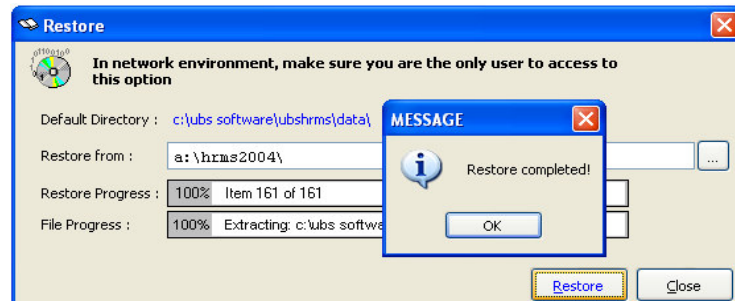 Restore
In network environment, make sure you are the only user to access to
this option
Default Directory : c:\ubs software\ubshrms\data\
Restore from : a:\hrms2004\ ...
Restore Progress : 100% Item 161 of 161
File Progress : 100% Extracting: c:\ubs softwa
MESSAGE
Restore completed!
OK
Restore Close